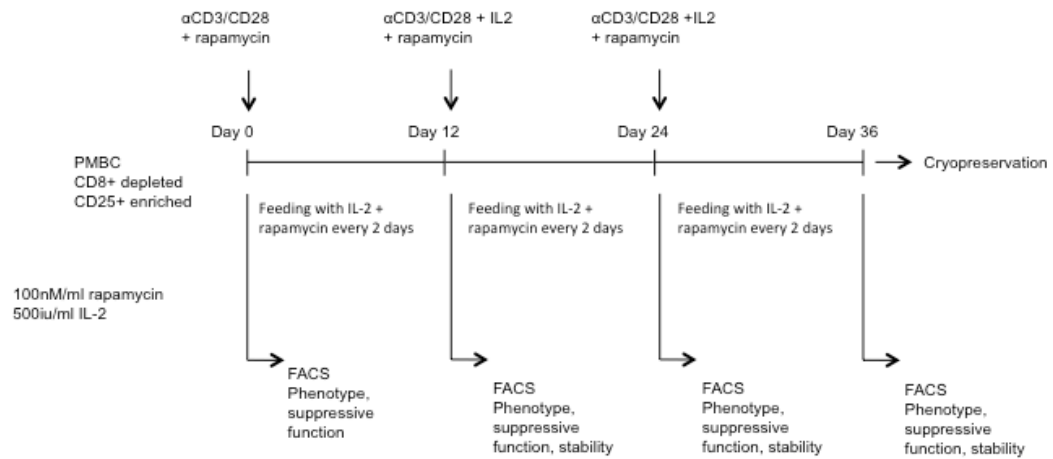 αCD3/CD28
+ rapamycin
αCD3/CD28 + IL2
+ rapamycin
αCD3/CD28 +IL2
+ rapamycin
Day 0
Day 12
Day 24
Day 36
PMBC
CD8+ depleted
CD25+ enriched
Cryopreservation
Feeding with IL-2 +
rapamycin every 2 days
Feeding with IL-2 +
rapamycin every 2 days
Feeding with IL-2 +
rapamycin every 2 days
100nM/ml rapamycin
500iu/ml IL-2
FACS
Phenotype,
suppressive
function
FACS
Phenotype,
suppressive
function, stability
FACS
Phenotype,
suppressive
function, stability
FACS
Phenotype,
suppressive
function, stability